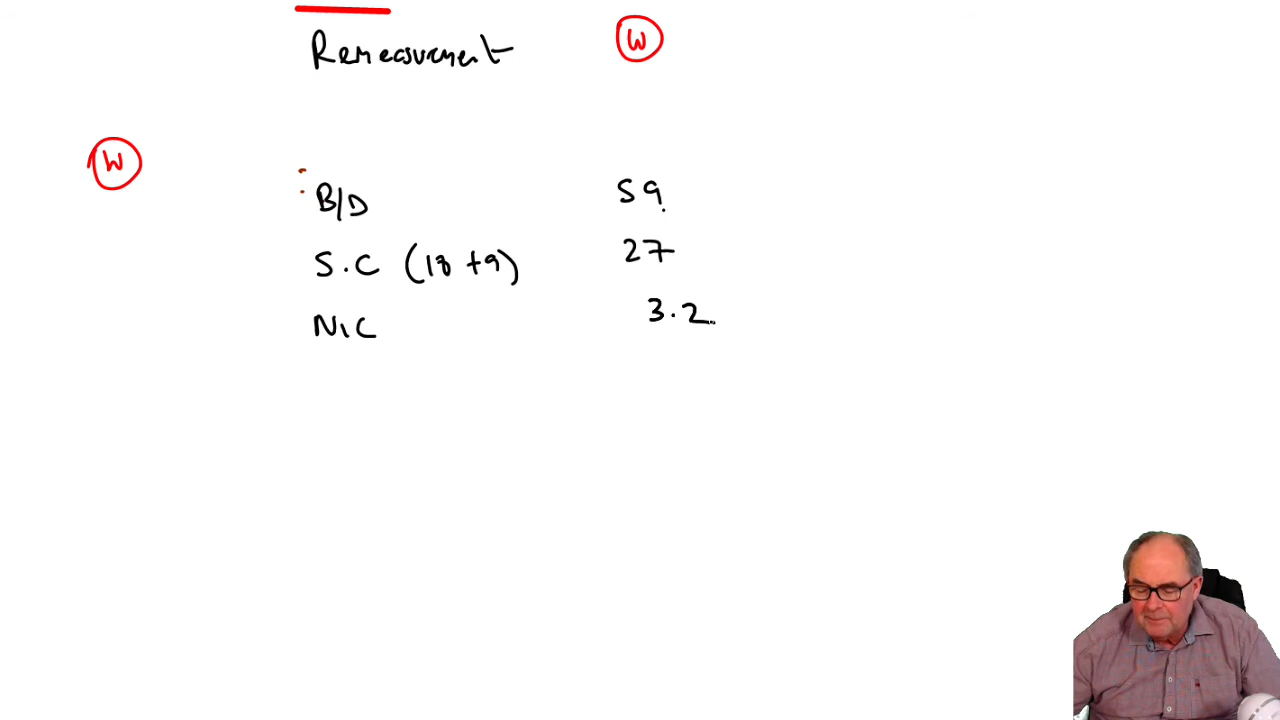 Remeasurement W
W
B/D 59
S.C (18 + 9) 27
NIC 3.2